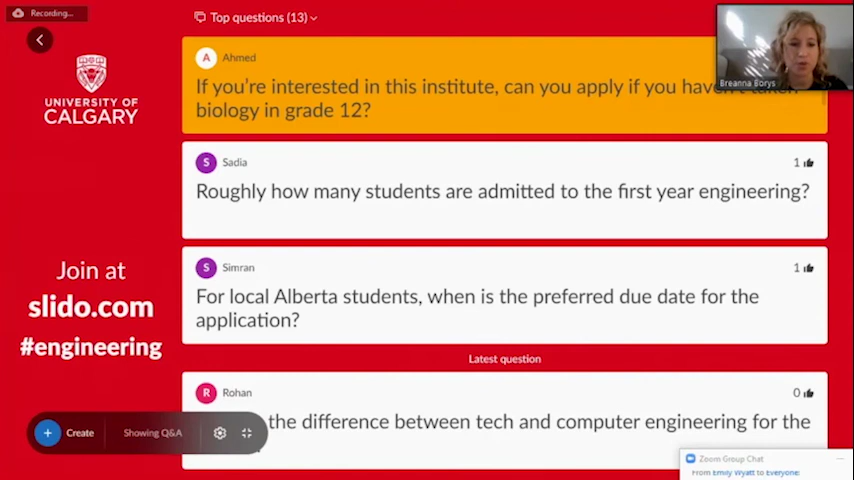 Recording...
Top questions (13)
A Ahmed
If you're interested in this institute, can you apply if you haven't taken
biology in grade 12?
Breanna Borys
UNIVERSITY OF
CALGARY
S Sadia
1
Roughly how many students are admitted to the first year engineering?
S Simran
1
For local Alberta students, when is the preferred due date for the
application?
Join at
slido.com
#engineering
Latest question
R Rohan
0
the difference between tech and computer engineering for the
+ Create
Showing Q&A
Zoom Group Chat
From Emily Wyatt to Everyone: